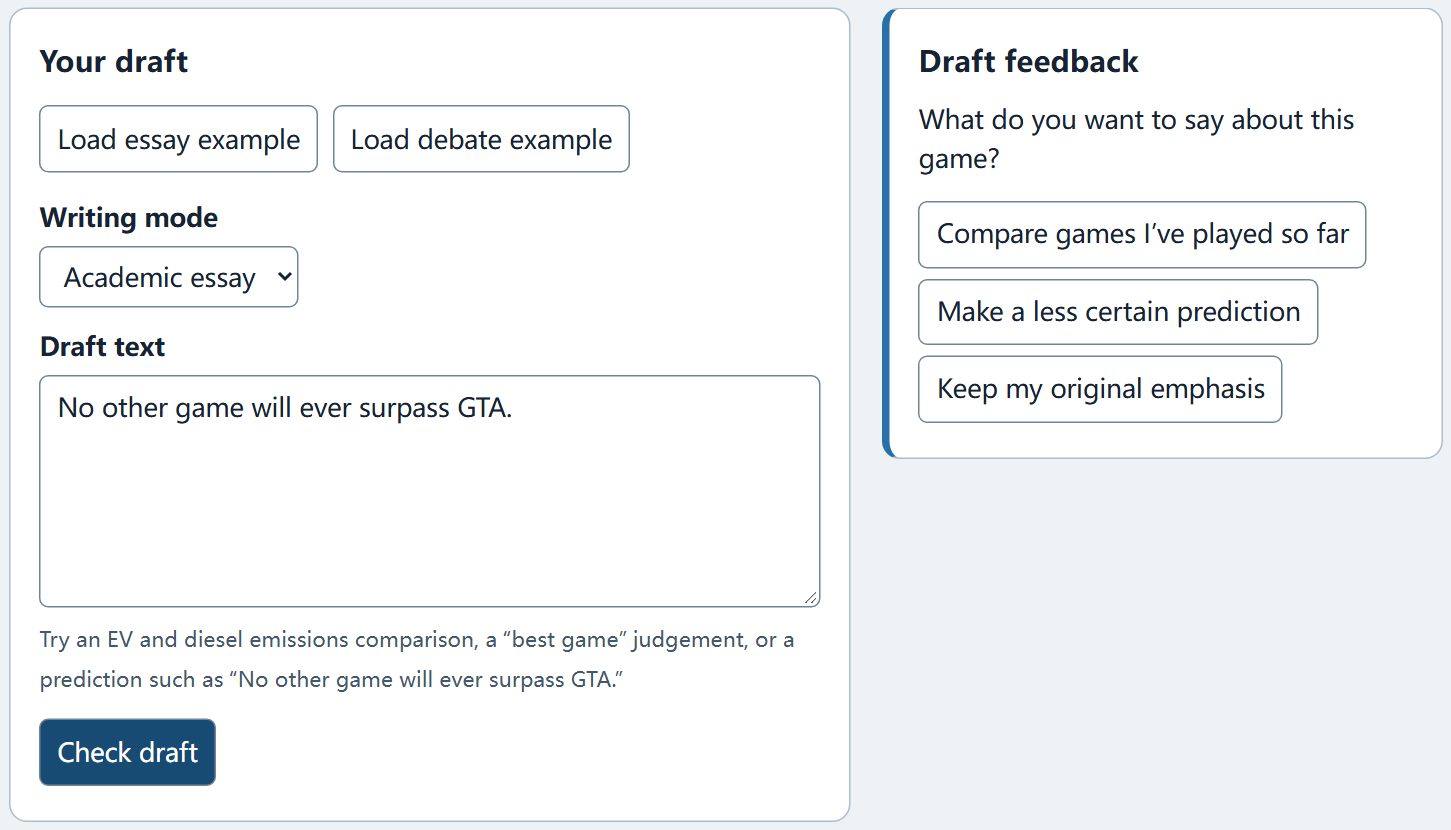 Your draft
Load essay example
Load debate example
Writing mode
Academic essay
Draft text
No other game will ever surpass GTA.
Try an EV and diesel emissions comparison, a “best game” judgement, or a
prediction such as “No other game will ever surpass GTA.”
Check draft
Draft feedback
What do you want to say about this
game?
Compare games I’ve played so far
Make a less certain prediction
Keep my original emphasis